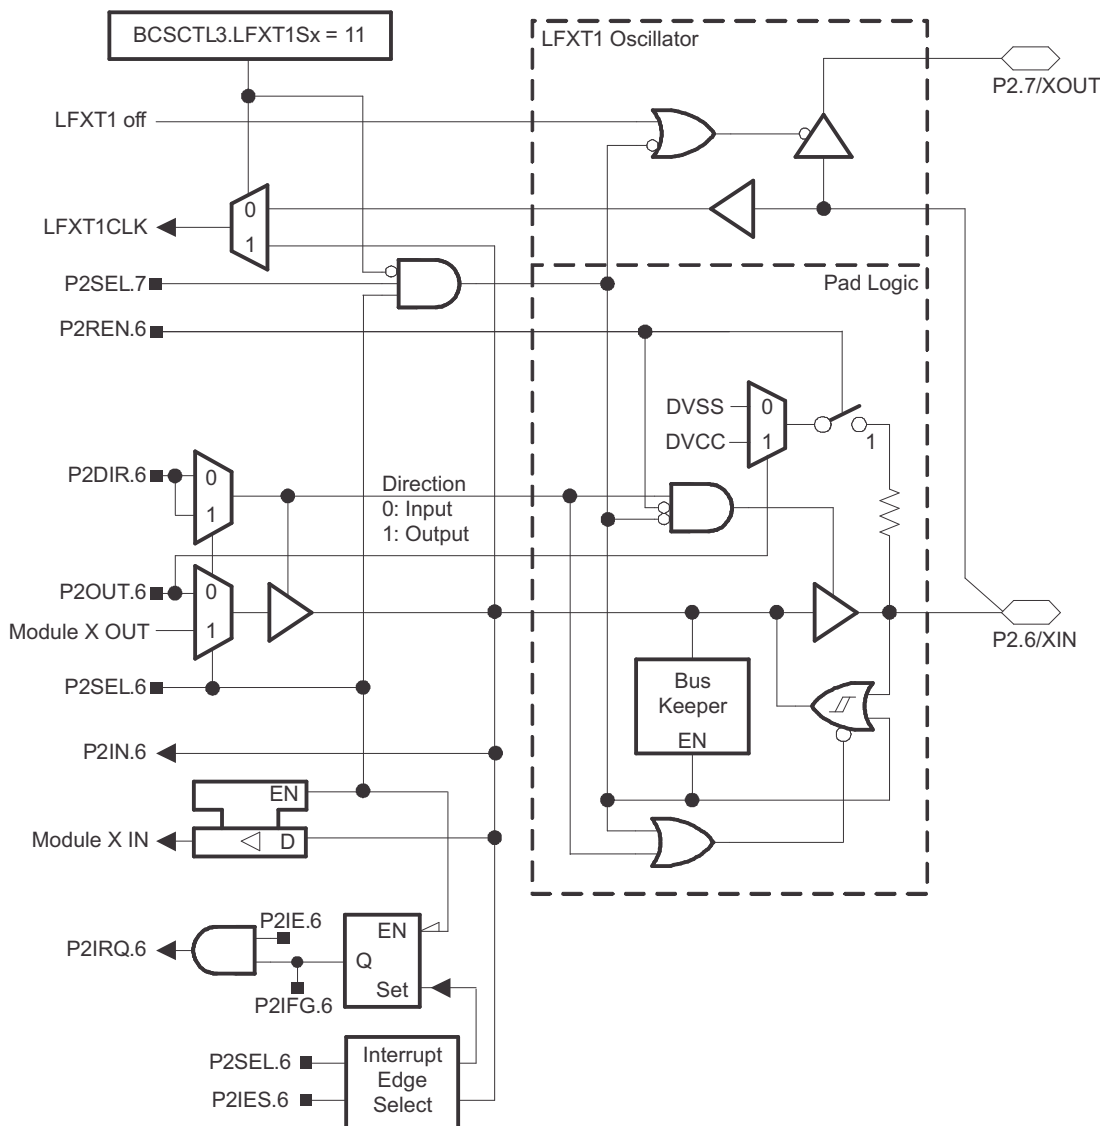 BCSCTL3.LFXT1Sx = 11
LFXT1 Oscillator
P2.7/XOUT
LFXT1 off
0
LFXT1CLK
1
P2SEL.7
Pad Logic
P2REN.6
DVSS
0
DVCC
1
1
P2DIR.6
0
1
Direction
0: Input
1: Output
P2OUT.6
0
Module X OUT
1
P2.6/XIN
P2SEL.6
Bus
Keeper
EN
P2IN.6
EN
Module X IN
D
P2IE.6
EN
P2IRQ.6
Q
Set
P2IFG.6
P2SEL.6
Interrupt
Edge
Select
P2IES.6